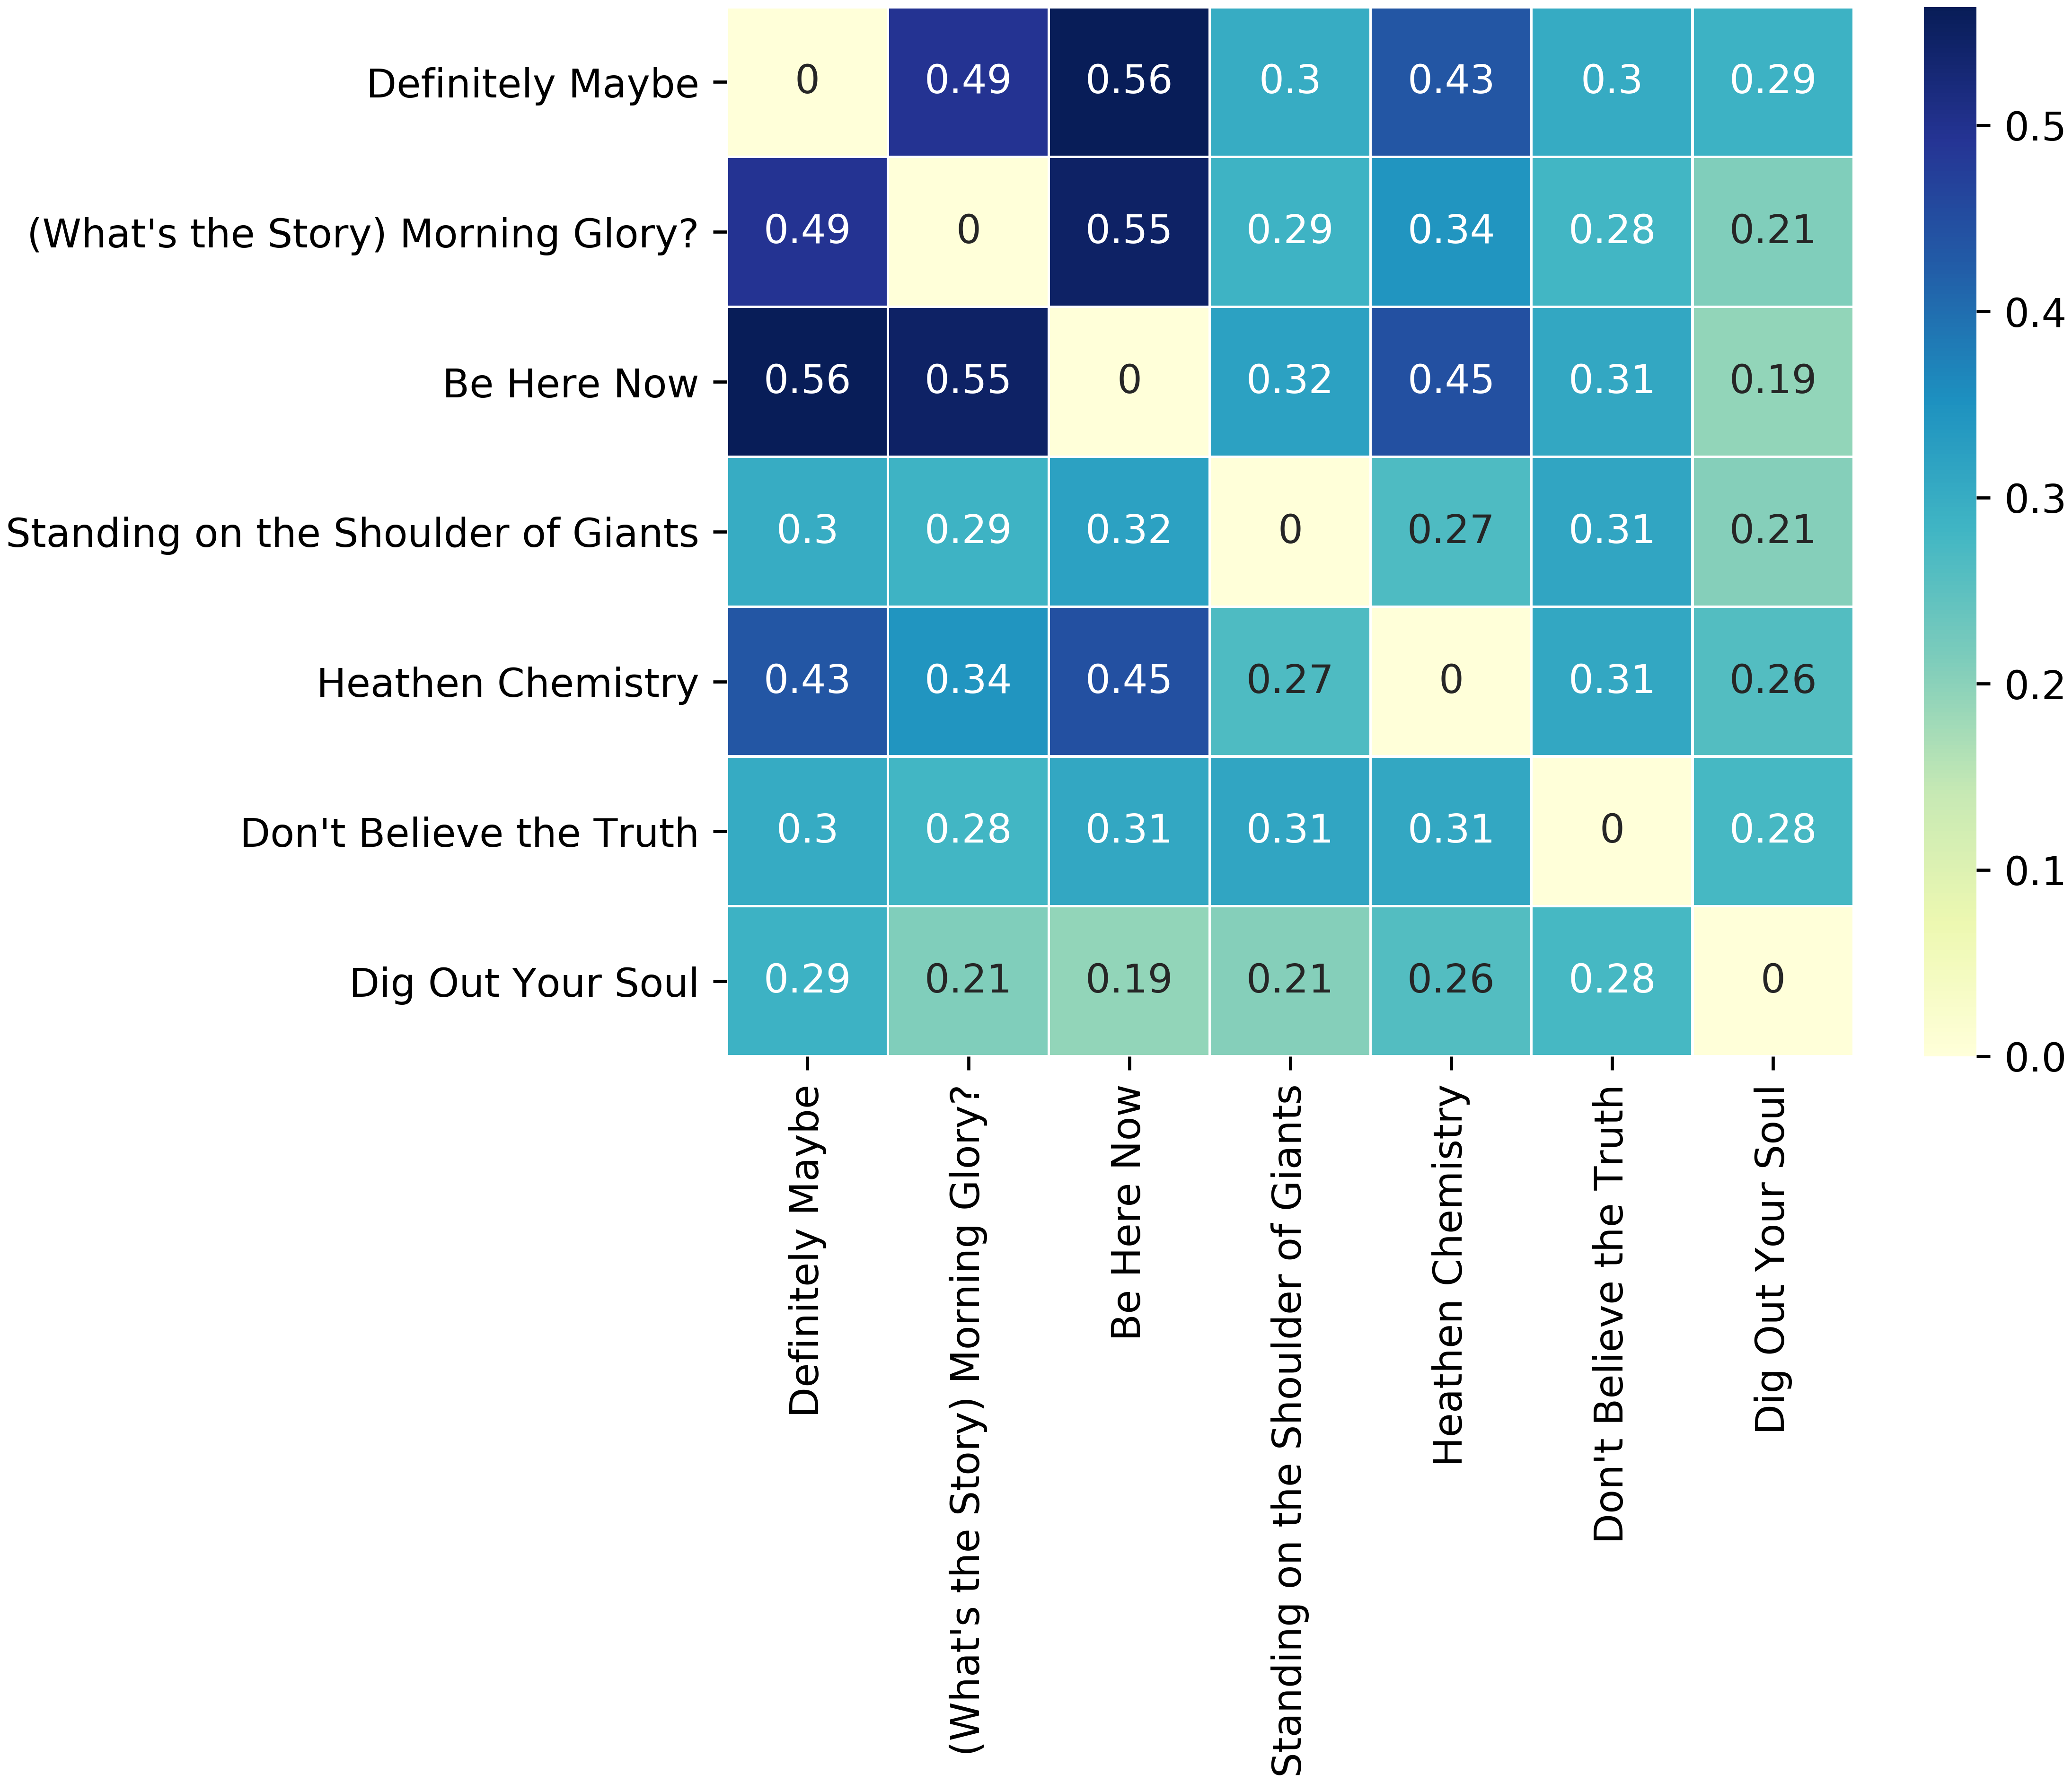 Definitely Maybe 0 0.49 0.56 0.3 0.43 0.3 0.29
(What's the Story) Morning Glory? 0.49 0 0.55 0.29 0.34 0.28 0.21
Be Here Now 0.56 0.55 0 0.32 0.45 0.31 0.19
Standing on the Shoulder of Giants 0.3 0.29 0.32 0 0.27 0.31 0.21
Heathen Chemistry 0.43 0.34 0.45 0.27 0 0.31 0.26
Don't Believe the Truth 0.3 0.28 0.31 0.31 0.31 0 0.28
Dig Out Your Soul 0.29 0.21 0.19 0.21 0.26 0.28 0
Definitely Maybe
(What's the Story) Morning Glory?
Be Here Now
Standing on the Shoulder of Giants
Heathen Chemistry
Don't Believe the Truth
Dig Out Your Soul
0.5
0.4
0.3
0.2
0.1
0.0